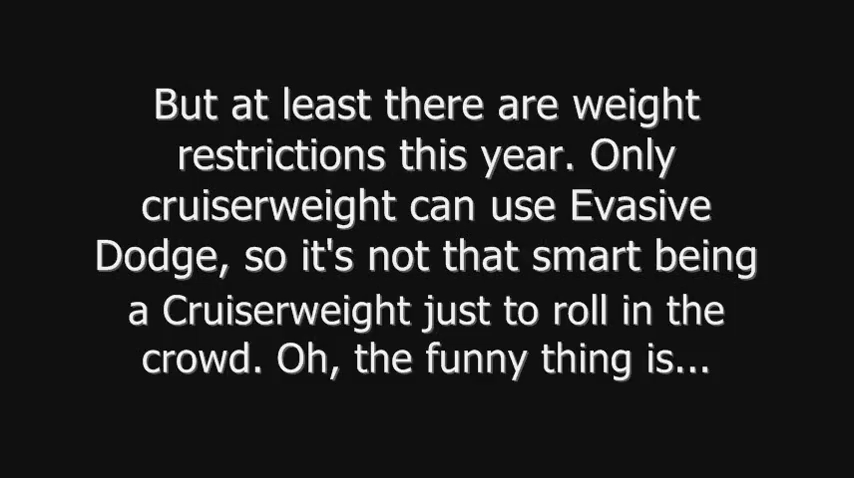 But at least there are weight
restrictions this year. Only
cruiserweight can use Evasive
Dodge, so it's not that smart being
a Cruiserweight just to roll in the
crowd. Oh, the funny thing is...